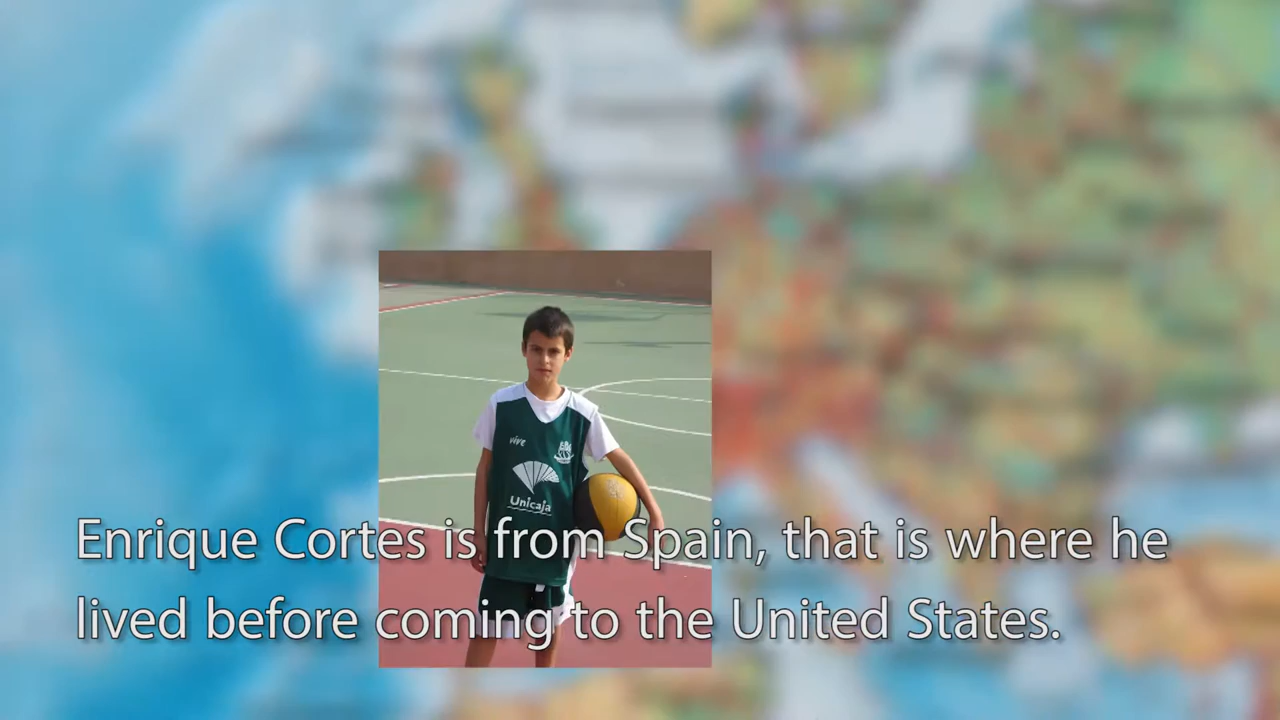 vive
Unicaja
Enrique Cortes is from Spain, that is where he
lived before coming to the United States.